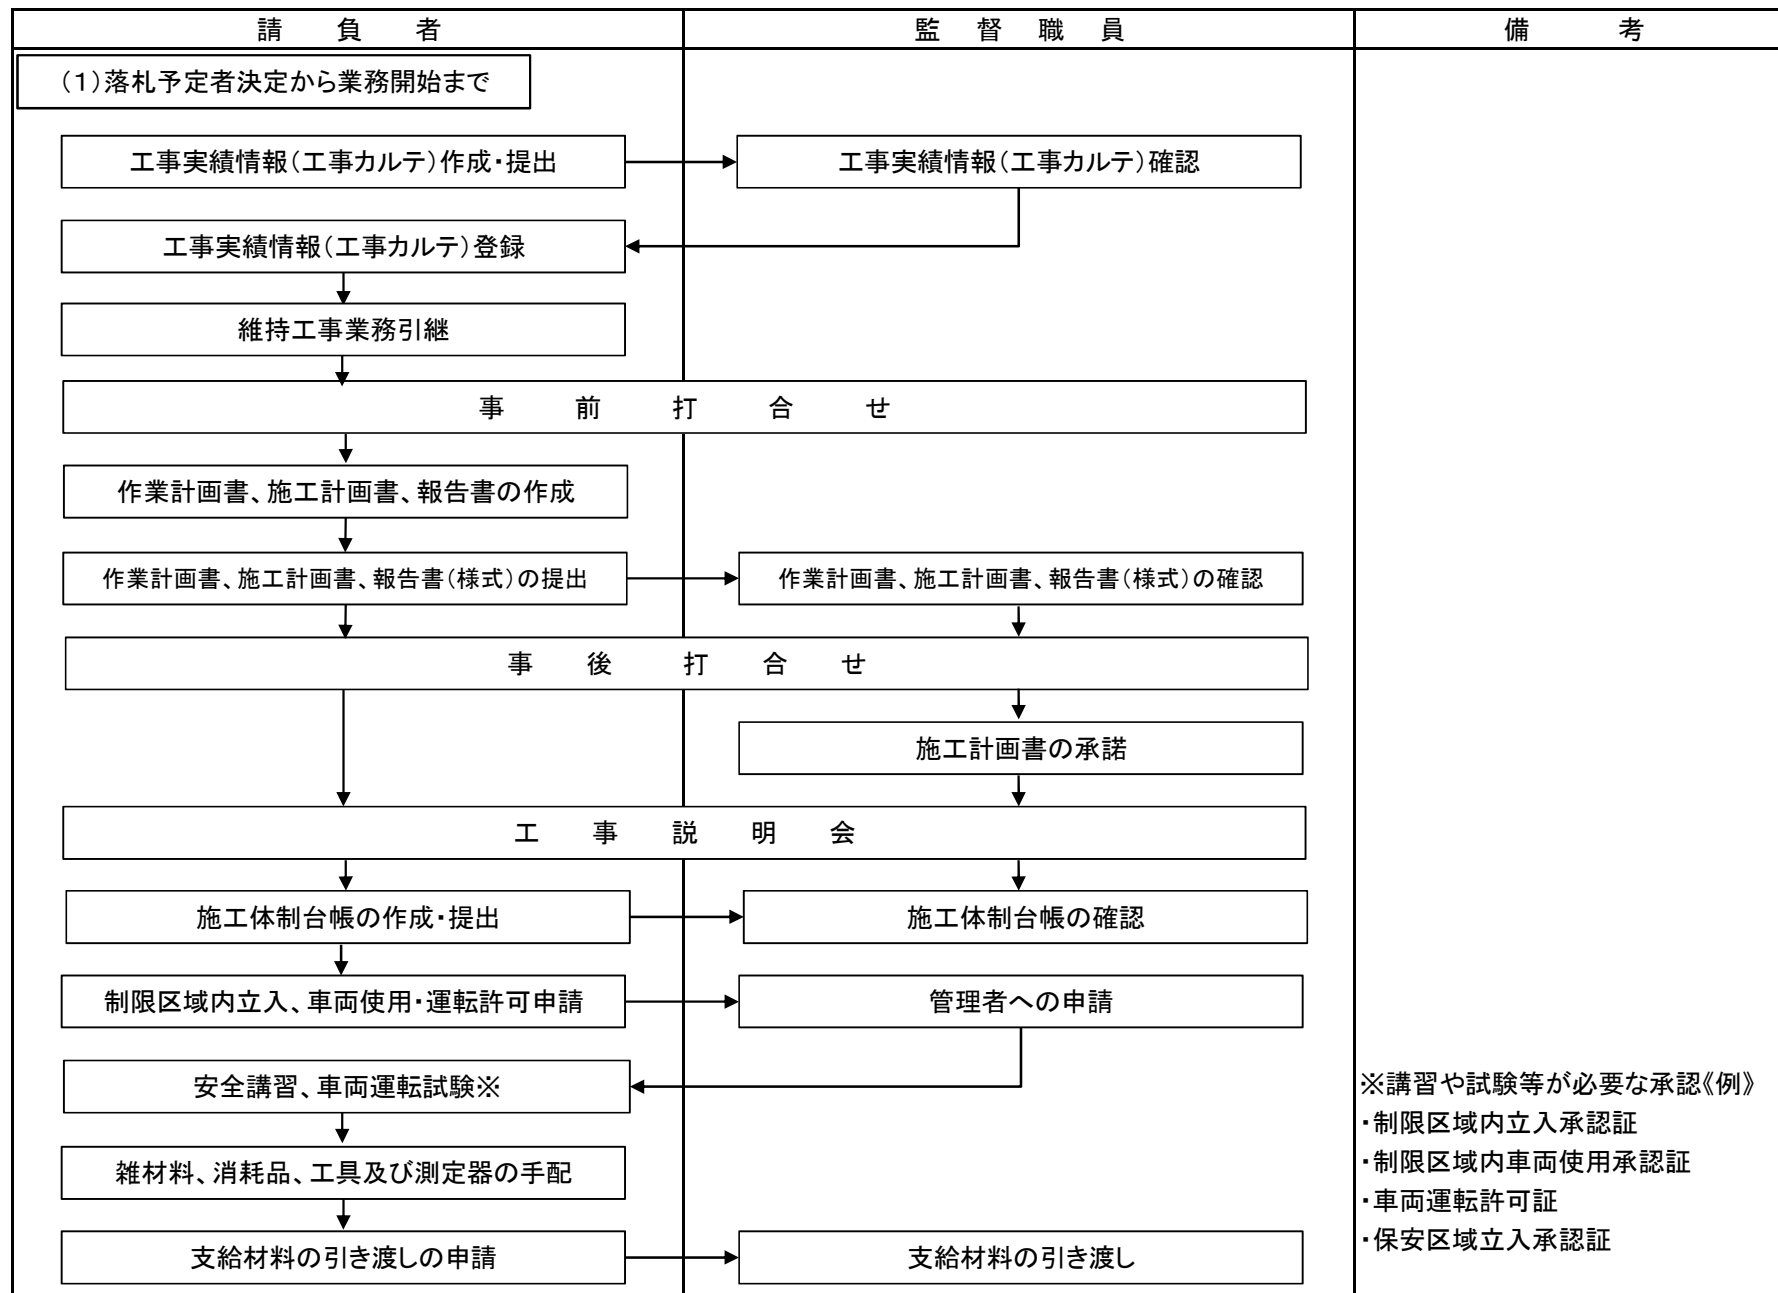 請負者
監督職員
備考
（１）落札予定者決定から業務開始まで
工事実績情報（工事カルテ）作成・提出
工事実績情報（工事カルテ）確認
工事実績情報（工事カルテ）登録
維持工事業務引継
事前打合せ
作業計画書、施工計画書、報告書の作成
作業計画書、施工計画書、報告書（様式）の提出
作業計画書、施工計画書、報告書（様式）の確認
事後打合せ
施工計画書の承諾
工事説明会
施工体制台帳の作成・提出
施工体制台帳の確認
制限区域内立入、車両使用・運転許可申請
管理者への申請
安全講習、車両運転試験※
雑材料、消耗品、工具及び測定器の手配
支給材料の引き渡しの申請
支給材料の引き渡し
※講習や試験等が必要な承認《例》
・制限区域内立入承認証
・制限区域内車両使用承認証
・車両運転許可証
・保安区域立入承認証